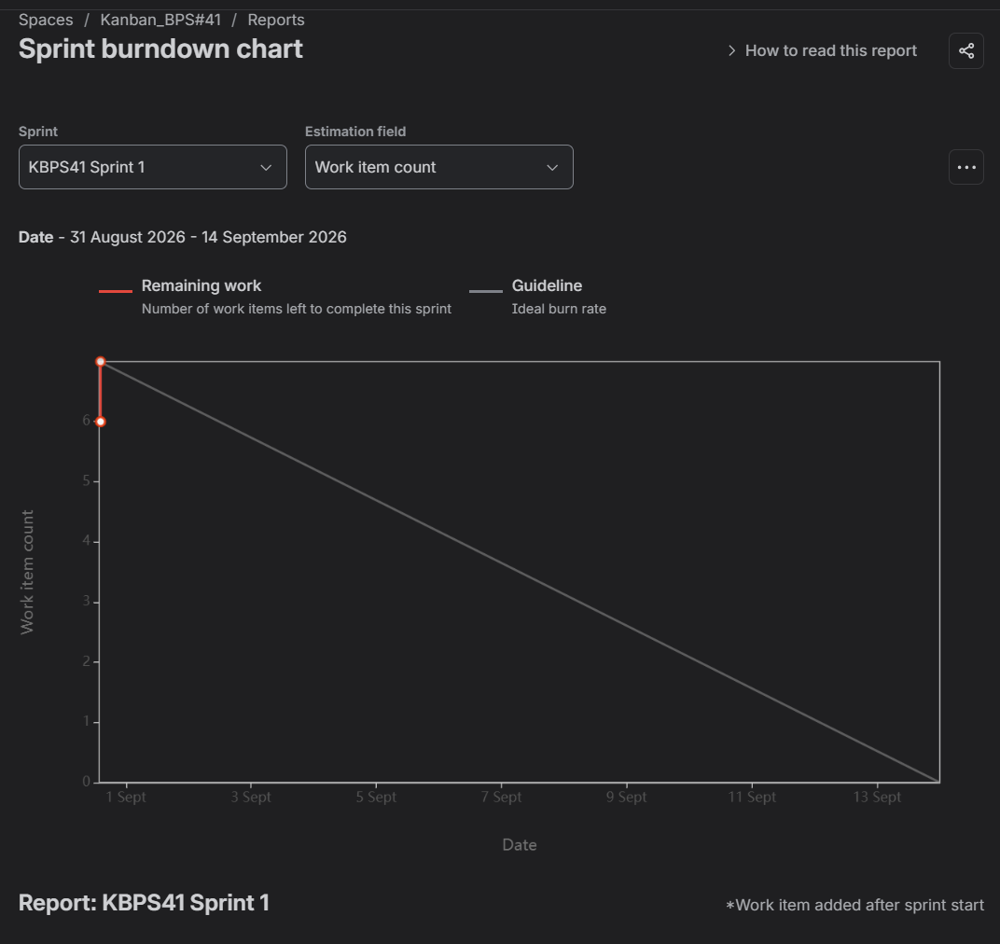 Spaces / Kanban_BPS#41 / Reports
Sprint burndown chart
How to read this report
Sprint
Estimation field
KBPS41 Sprint 1
Work item count
Date - 31 August 2026 - 14 September 2026
Remaining work
Number of work items left to complete this sprint
Guideline
Ideal burn rate
6
5
4
3
2
1
0
Work item count
1 Sept 3 Sept 5 Sept 7 Sept 9 Sept 11 Sept 13 Sept
Date
Report: KBPS41 Sprint 1
*Work item added after sprint start